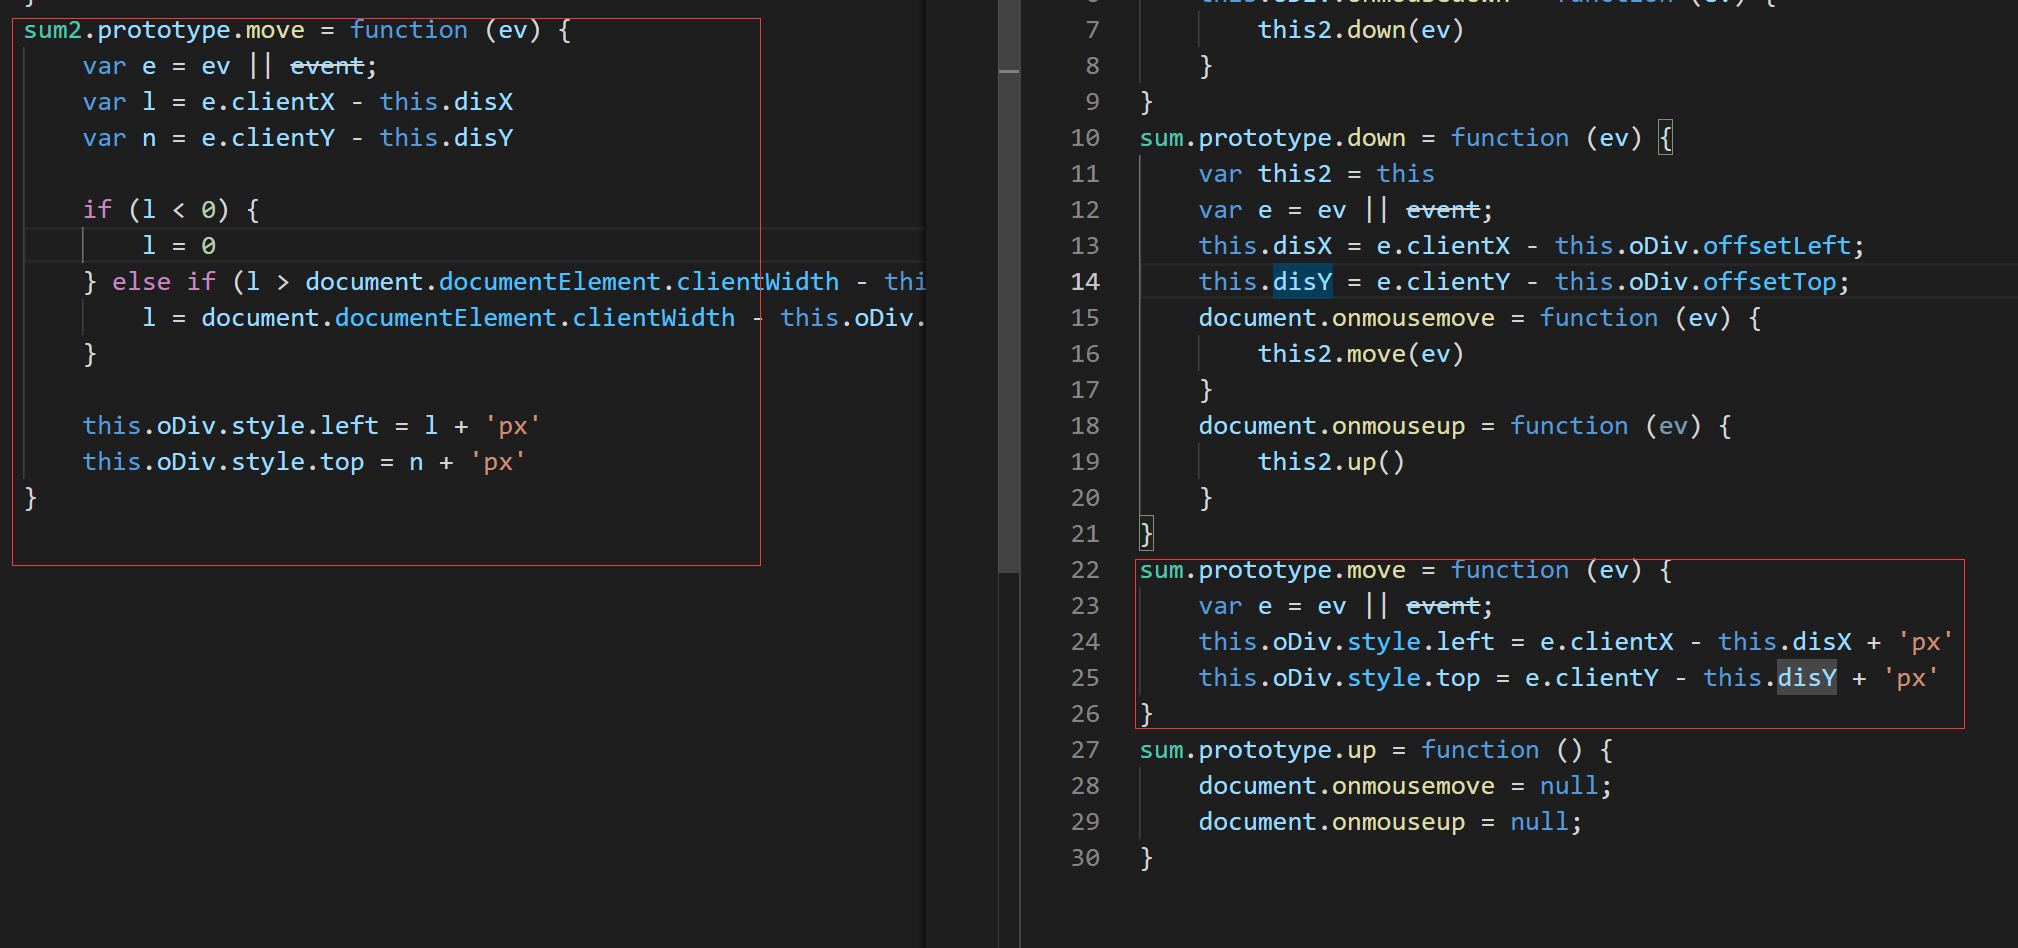 }
sum2.prototype.move = function (ev) {
var e = ev || event;
var l = e.clientX - this.disX
var n = e.clientY - this.disY
if (l < 0) {
l = 0
} else if (l > document.documentElement.clientWidth - thi
l = document.documentElement.clientWidth - this.oDiv.
}
this.oDiv.style.left = l + 'px'
this.oDiv.style.top = n + 'px'
}
6 this.oDiv.onmousedown = function (ev) {
7 this2.down(ev)
8 }
9 }
10 sum.prototype.down = function (ev) {
11 var this2 = this
12 var e = ev || event;
13 this.disX = e.clientX - this.oDiv.offsetLeft;
14 this.disY = e.clientY - this.oDiv.offsetTop;
15 document.onmousemove = function (ev) {
16 this2.move(ev)
17 }
18 document.onmouseup = function (ev) {
19 this2.up()
20 }
21 }
22 sum.prototype.move = function (ev) {
23 var e = ev || event;
24 this.oDiv.style.left = e.clientX - this.disX + 'px'
25 this.oDiv.style.top = e.clientY - this.disY + 'px'
26 }
27 sum.prototype.up = function () {
28 document.onmousemove = null;
29 document.onmouseup = null;
30 }